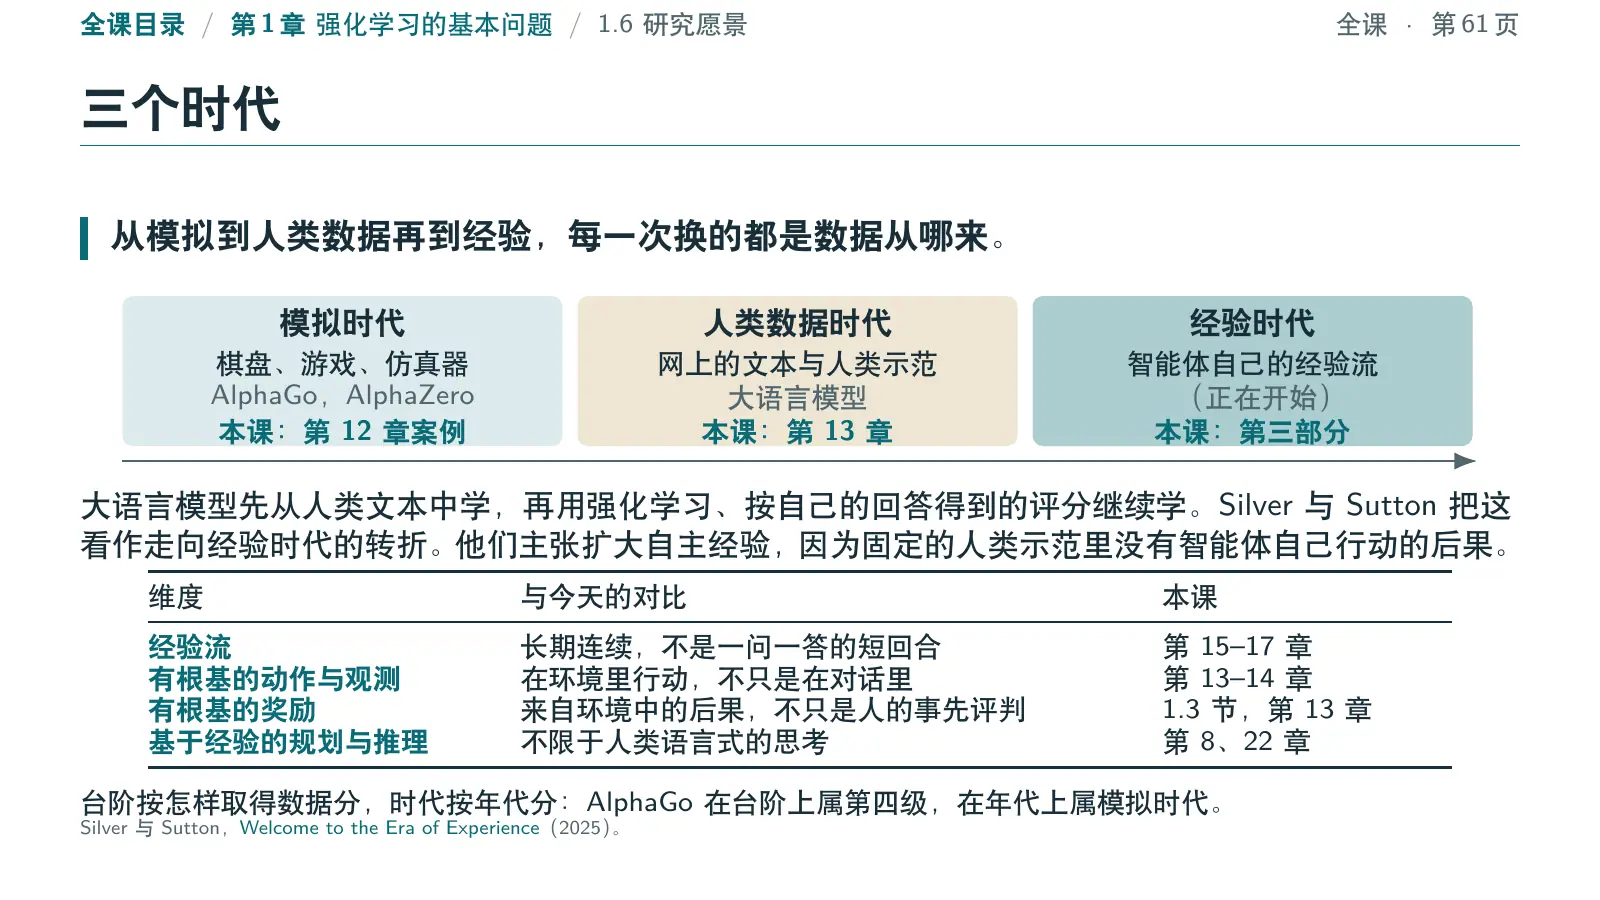 全课目录 / 第1章 强化学习的基本问题 / 1.6 研究愿景
全课 · 第61页
三个时代
从模拟到人类数据再到经验，每一次换的都是数据从哪来。
模拟时代
棋盘、游戏、仿真器
AlphaGo，AlphaZero
本课：第 12 章案例
人类数据时代
网上的文本与人类示范
大语言模型
本课：第 13 章
经验时代
智能体自己的经验流
（正在开始）
本课：第三部分
大语言模型先从人类文本中学，再用强化学习、按自己的回答得到的评分继续学。Silver 与 Sutton 把这
看作走向经验时代的转折。他们主张扩大自主经验，因为固定的人类示范里没有智能体自己行动的后果。
维度 与今天的对比 本课
经验流 长期连续，不是一问一答的短回合 第 15–17 章
有根基的动作与观测 在环境里行动，不只是在对话里 第 13–14 章
有根基的奖励 来自环境中的后果，不只是人的事先评判 1.3 节，第 13 章
基于经验的规划与推理 不限于人类语言式的思考 第 8、22 章
台阶按怎样取得数据分，时代按年代分：AlphaGo 在台阶上属第四级，在年代上属模拟时代。
Silver 与 Sutton，Welcome to the Era of Experience（2025）。